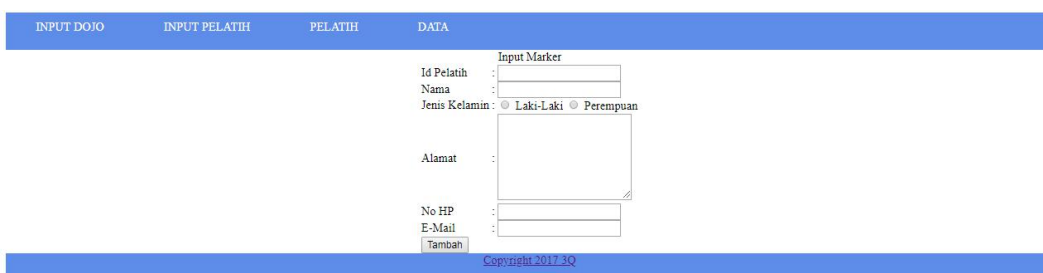 INPUT DOJO INPUT PELATIH PELATIH DATA
Input Marker
Id Pelatih :
Nama :
Jenis Kelamin : Laki-Laki Perempuan
Alamat :
No HP :
E-Mail :
Tambah
Copyright 2017 3Q